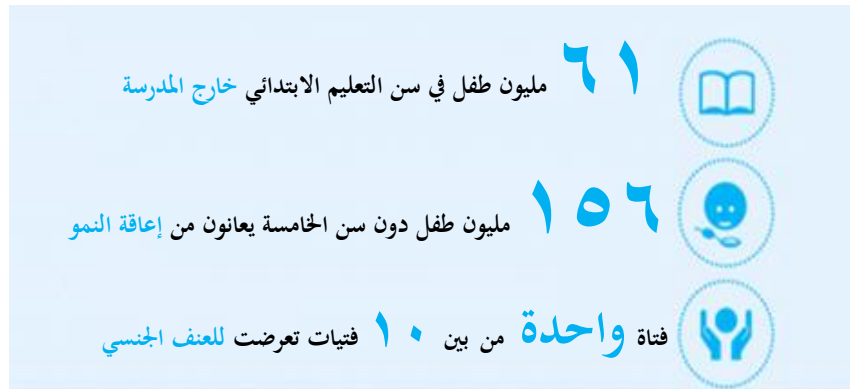 ٦١ مليون طفل في سن التعليم الابتدائي خارج المدرسة
١٥٦ مليون طفل دون سن الخامسة يعانون من إعاقة النمو
فتاة واحدة من بين ١٠ فتيات تعرضت للعنف الجنسي